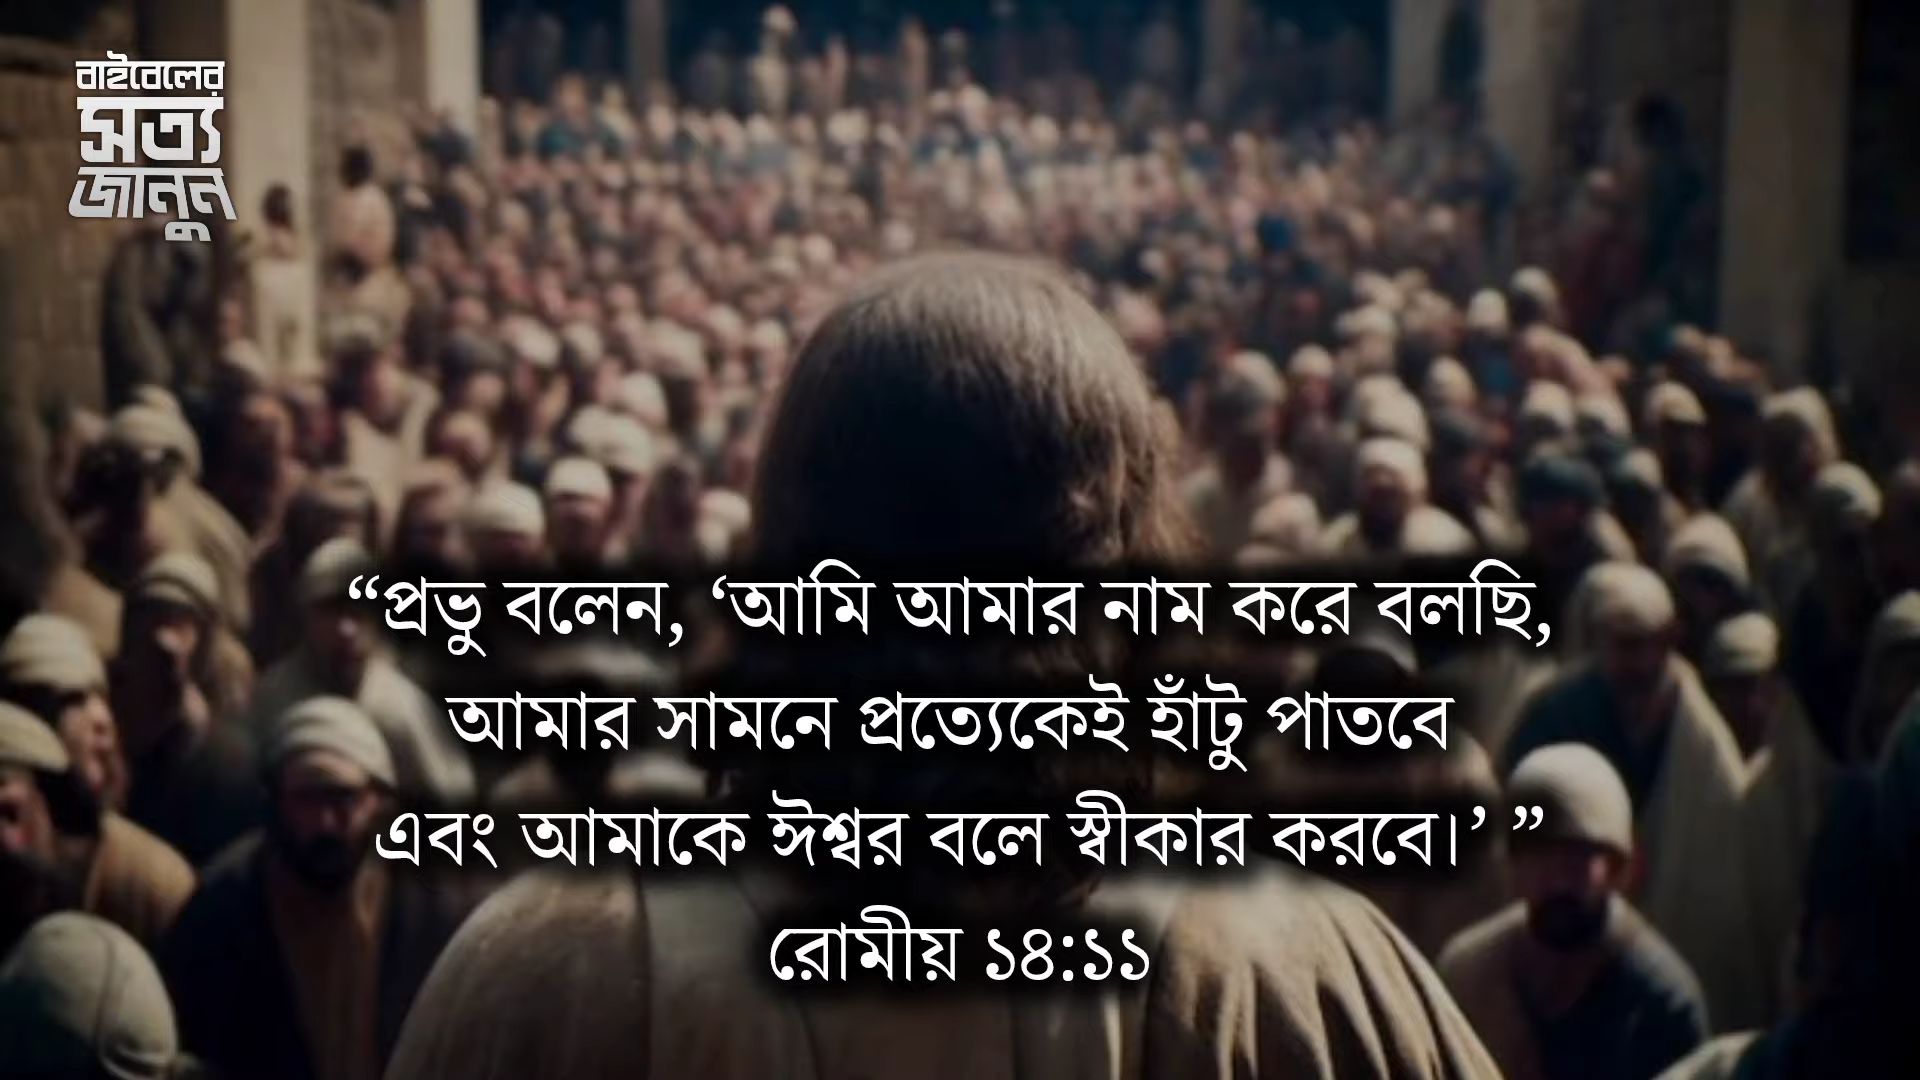 বাইবেলের
সত্য
জানুন
“প্রভু বলেন, ‘আমি আমার নাম করে বলছি,
আমার সামনে প্রত্যেকেই হাঁটু পাতবে
এবং আমাকে ঈশ্বর বলে স্বীকার করবে।’ ”
রোমীয় ১৪:১১